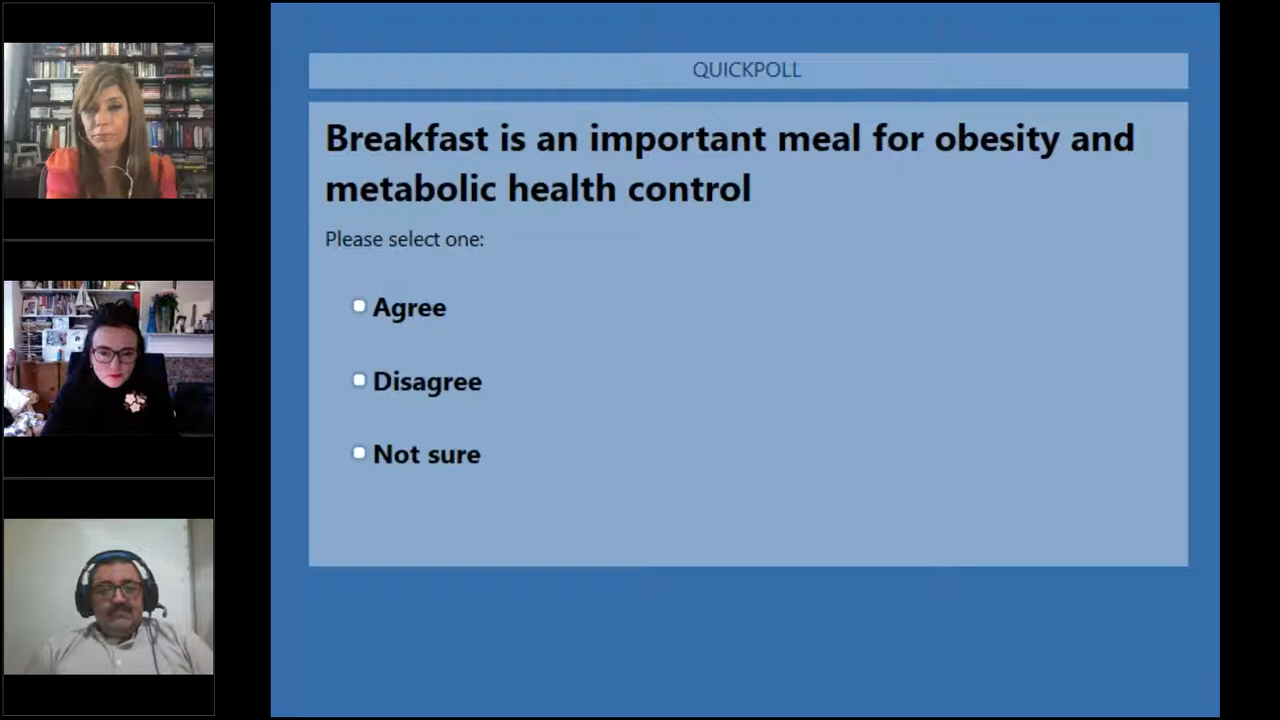 QUICKPOLL
Breakfast is an important meal for obesity and
metabolic health control
Please select one:
Agree
Disagree
Not sure